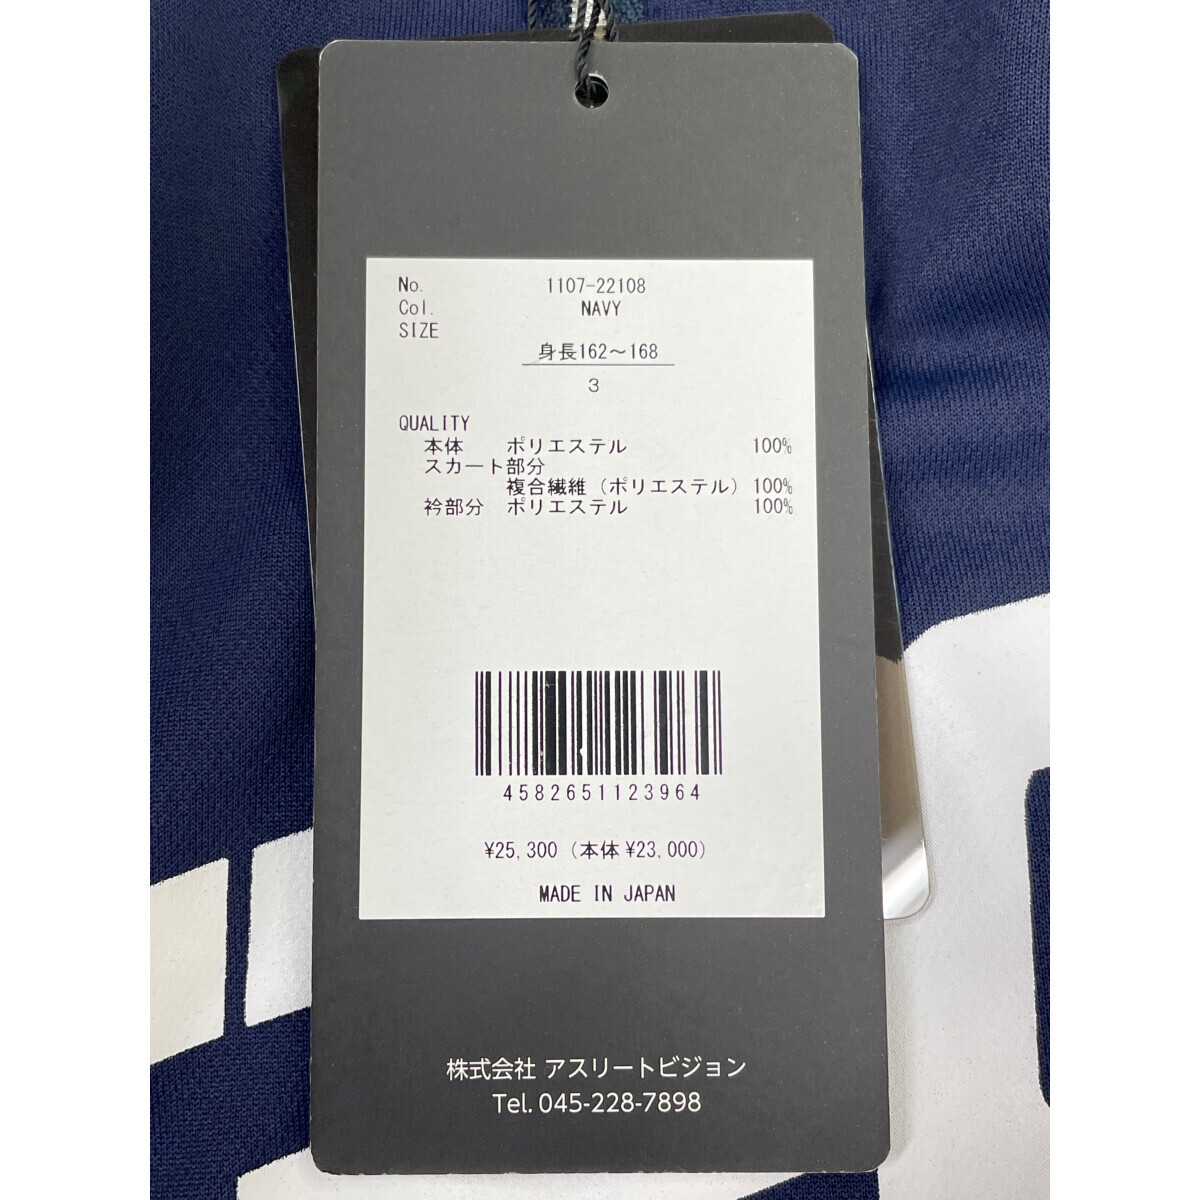 No. 1107-22108
Col. NAVY
SIZE
身長162～168
3
QUALITY
本体 ポリエステル 100%
スカート部分
複合繊維（ポリエステル）100%
衿部分 ポリエステル 100%
4582651123964
¥25,300（本体 ¥23,000）
MADE IN JAPAN
株式会社 アスリートビジョン
Tel. 045-228-7898